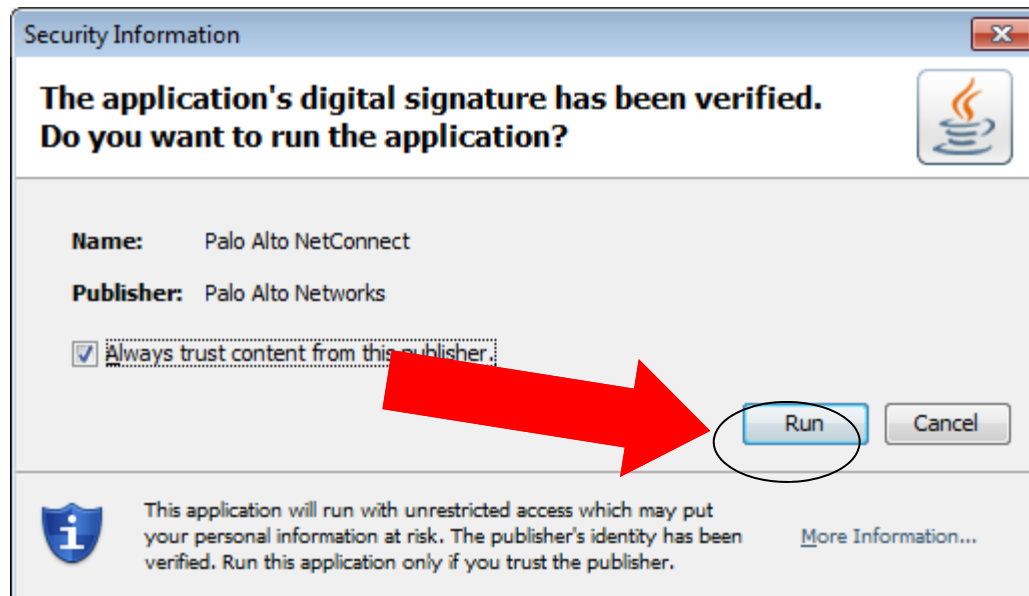 Security Information
The application's digital signature has been verified.
Do you want to run the application?
Name: Palo Alto NetConnect
Publisher: Palo Alto Networks
Always trust content from this publisher.
Run Cancel
This application will run with unrestricted access which may put
your personal information at risk. The publisher's identity has been
verified. Run this application only if you trust the publisher.
More Information...